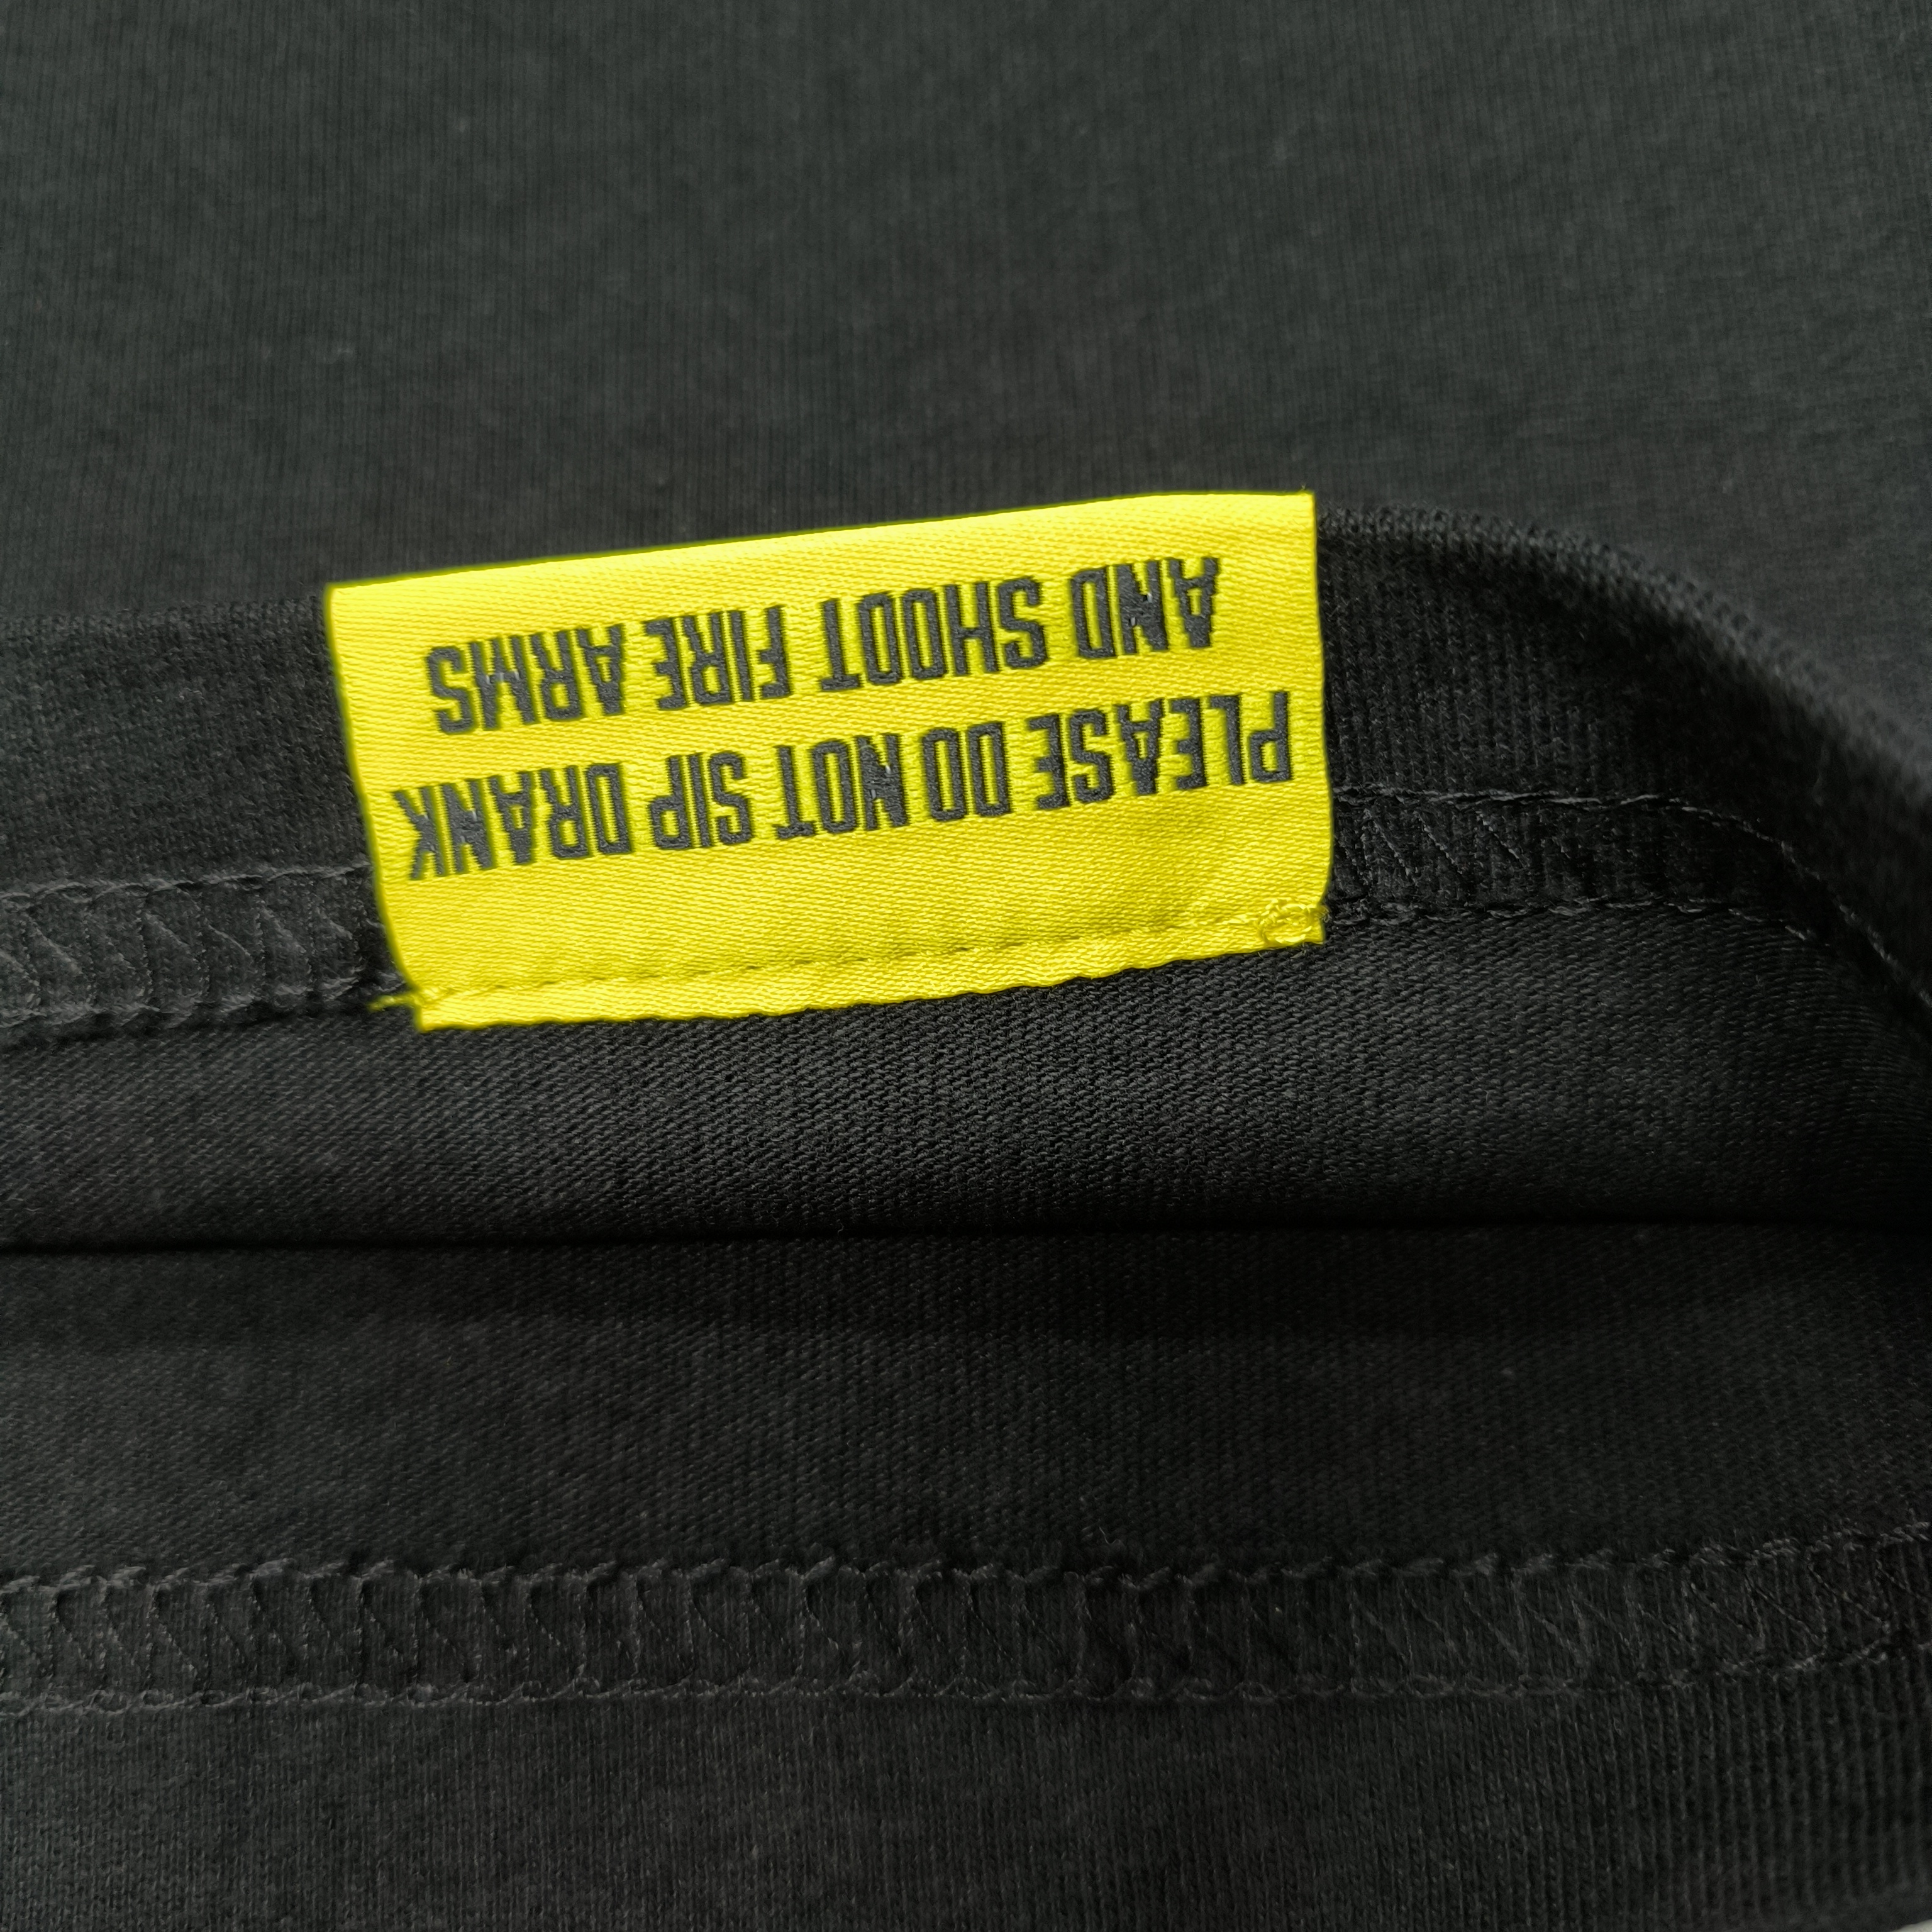 PLEASE DO NOT SIP DRANK
AND SHOOT FIRE ARMS